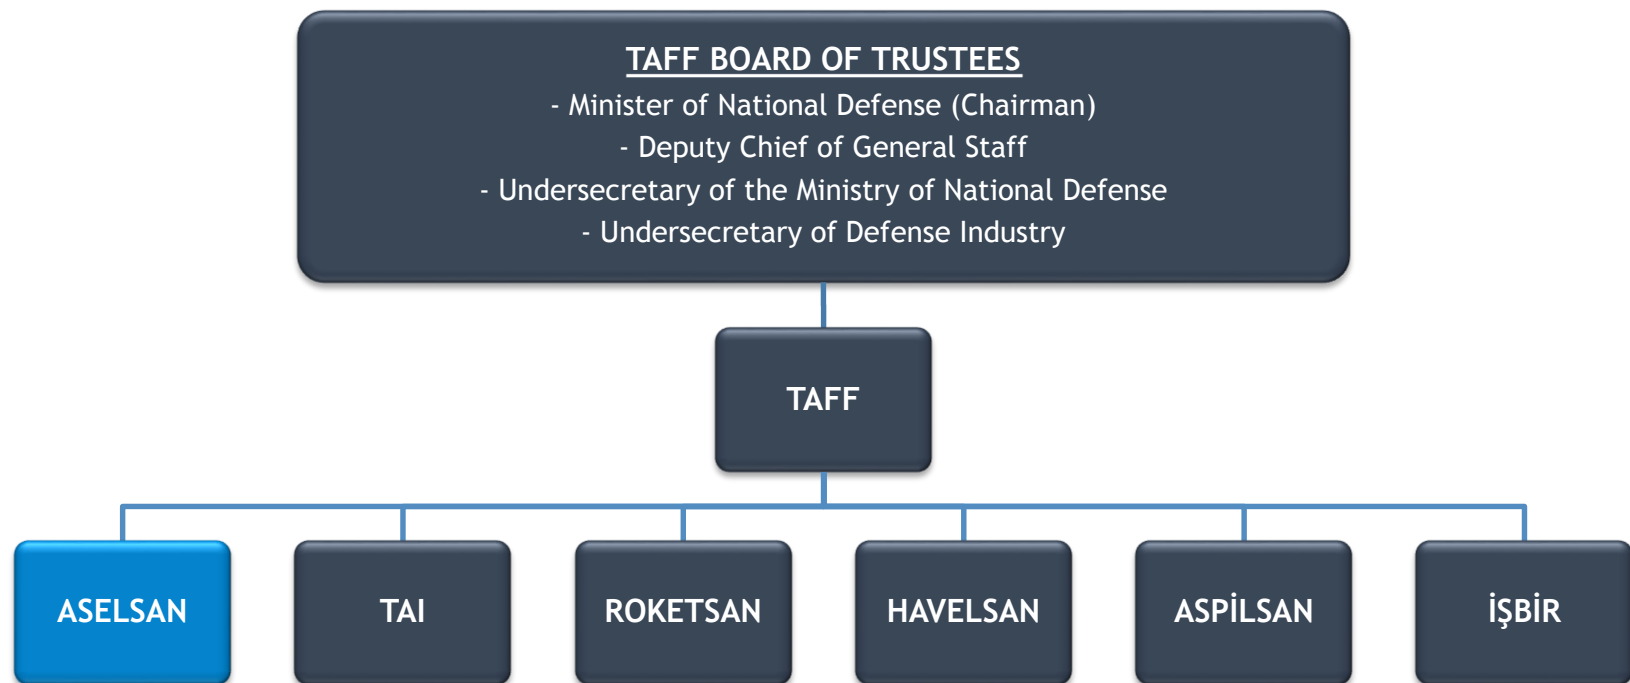 TAFF BOARD OF TRUSTEES
- Minister of National Defense (Chairman)
- Deputy Chief of General Staff
- Undersecretary of the Ministry of National Defense
- Undersecretary of Defense Industry
TAFF
ASELSAN
TAI
ROKETSAN
HAVELSAN
ASPİLSAN
İŞBİR